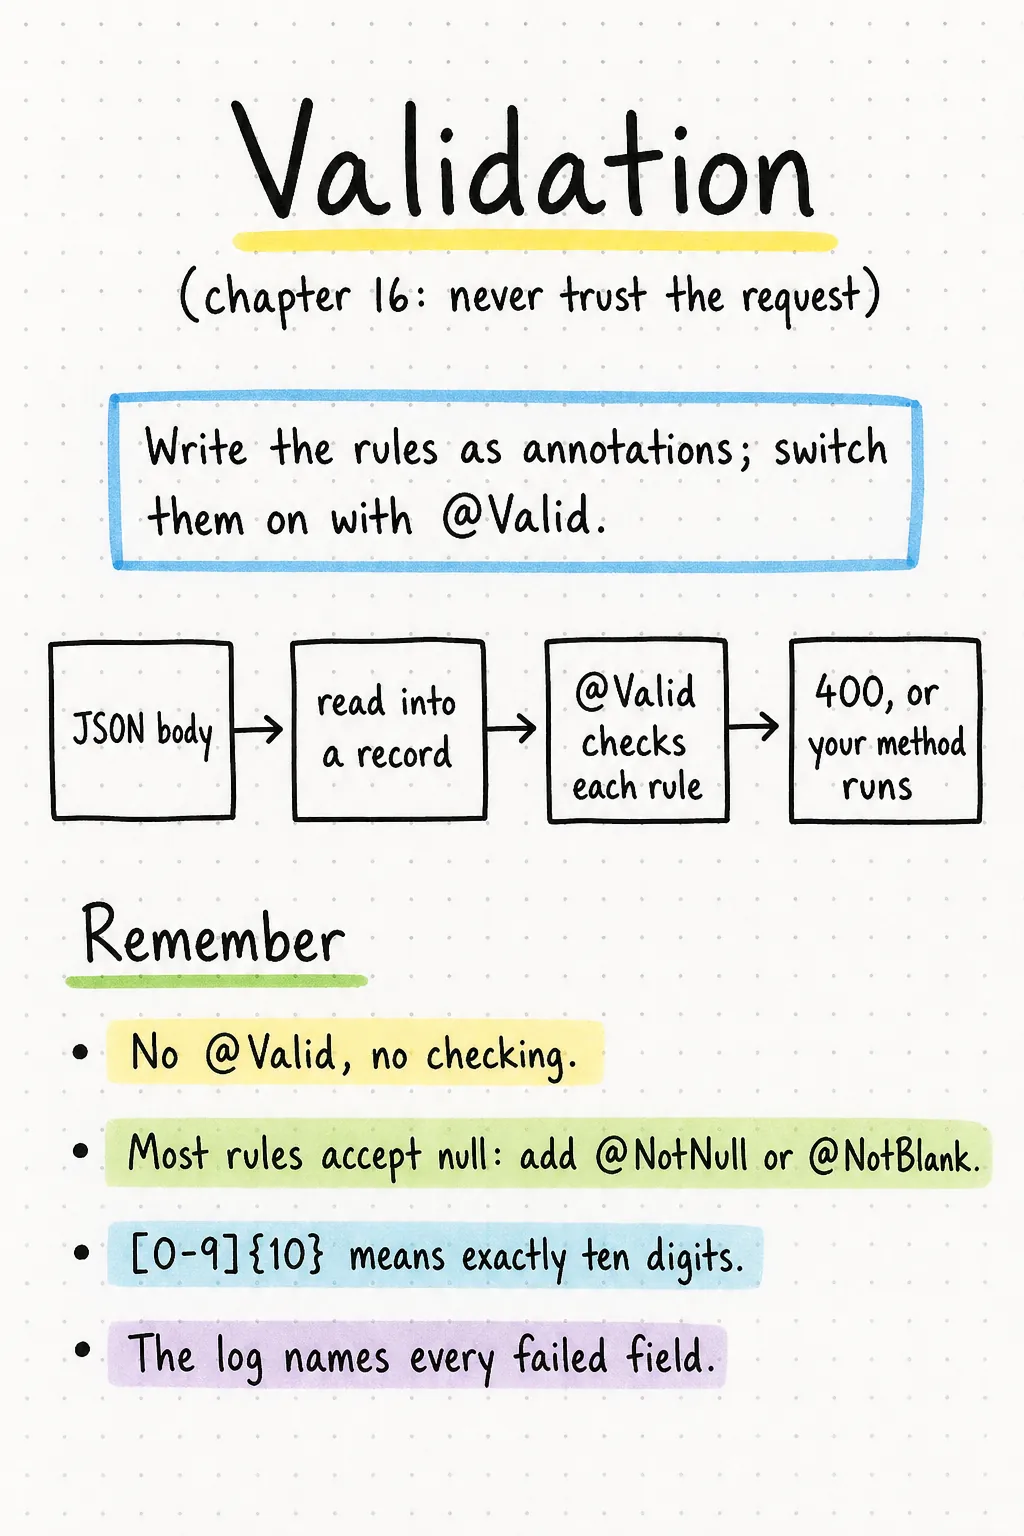 Validation
(chapter 16: never trust the request)
Write the rules as annotations; switch
them on with @Valid.
JSON body
read into
a record
@Valid
checks
each rule
400, or
your method
runs
Remember
• No @Valid, no checking.
• Most rules accept null: add @NotNull or @NotBlank.
• [0-9]{10} means exactly ten digits.
• The log names every failed field.